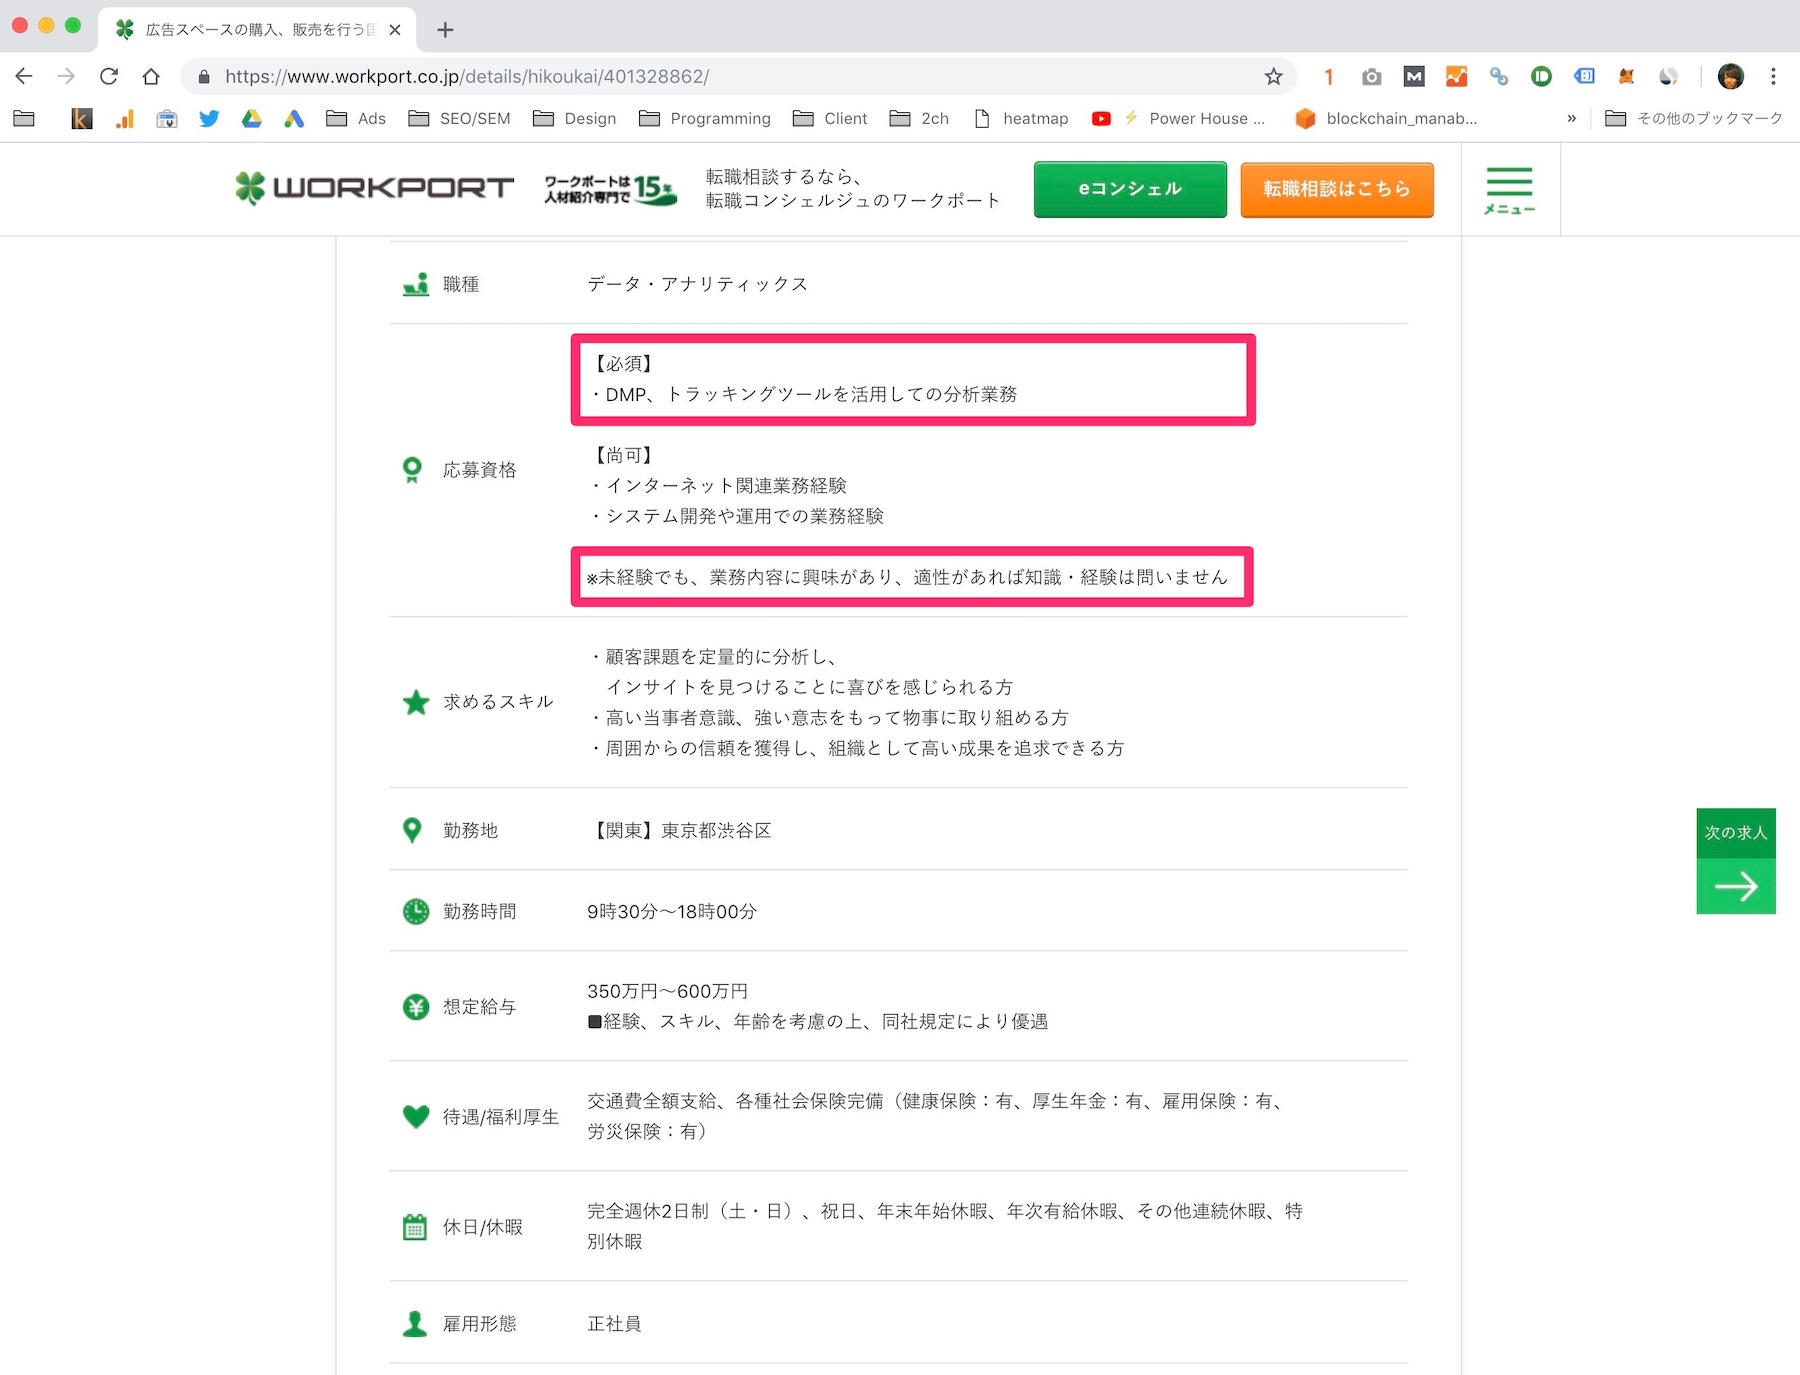 広告スペースの購入、販売を行う
https://www.workport.co.jp/details/hikoukai/401328862/
Ads
SEO/SEM
Design
Programming
Client
2ch
heatmap
Power House ...
blockchain_manab...
»
その他のブックマーク
WORKPORT
ワークポートは
人材紹介専門で
15年
転職相談するなら、
転職コンシェルジュのワークポート
eコンシェル
転職相談はこちら
メニュー
職種
データ・アナリティックス
応募資格
【必須】
・DMP、トラッキングツールを活用しての分析業務
【尚可】
・インターネット関連業務経験
・システム開発や運用での業務経験
※未経験でも、業務内容に興味があり、適性があれば知識・経験は問いません
求めるスキル
・顧客課題を定量的に分析し、
インサイトを見つけることに喜びを感じられる方
・高い当事者意識、強い意志をもって物事に取り組める方
・周囲からの信頼を獲得し、組織として高い成果を追求できる方
勤務地
【関東】東京都渋谷区
次の求人
勤務時間
9時30分～18時00分
想定給与
350万円～600万円
■経験、スキル、年齢を考慮の上、同社規定により優遇
待遇/福利厚生
交通費全額支給、各種社会保険完備（健康保険：有、厚生年金：有、雇用保険：有、
労災保険：有）
休日/休暇
完全週休2日制（土・日）、祝日、年末年始休暇、年次有給休暇、その他連続休暇、特
別休暇
雇用形態
正社員